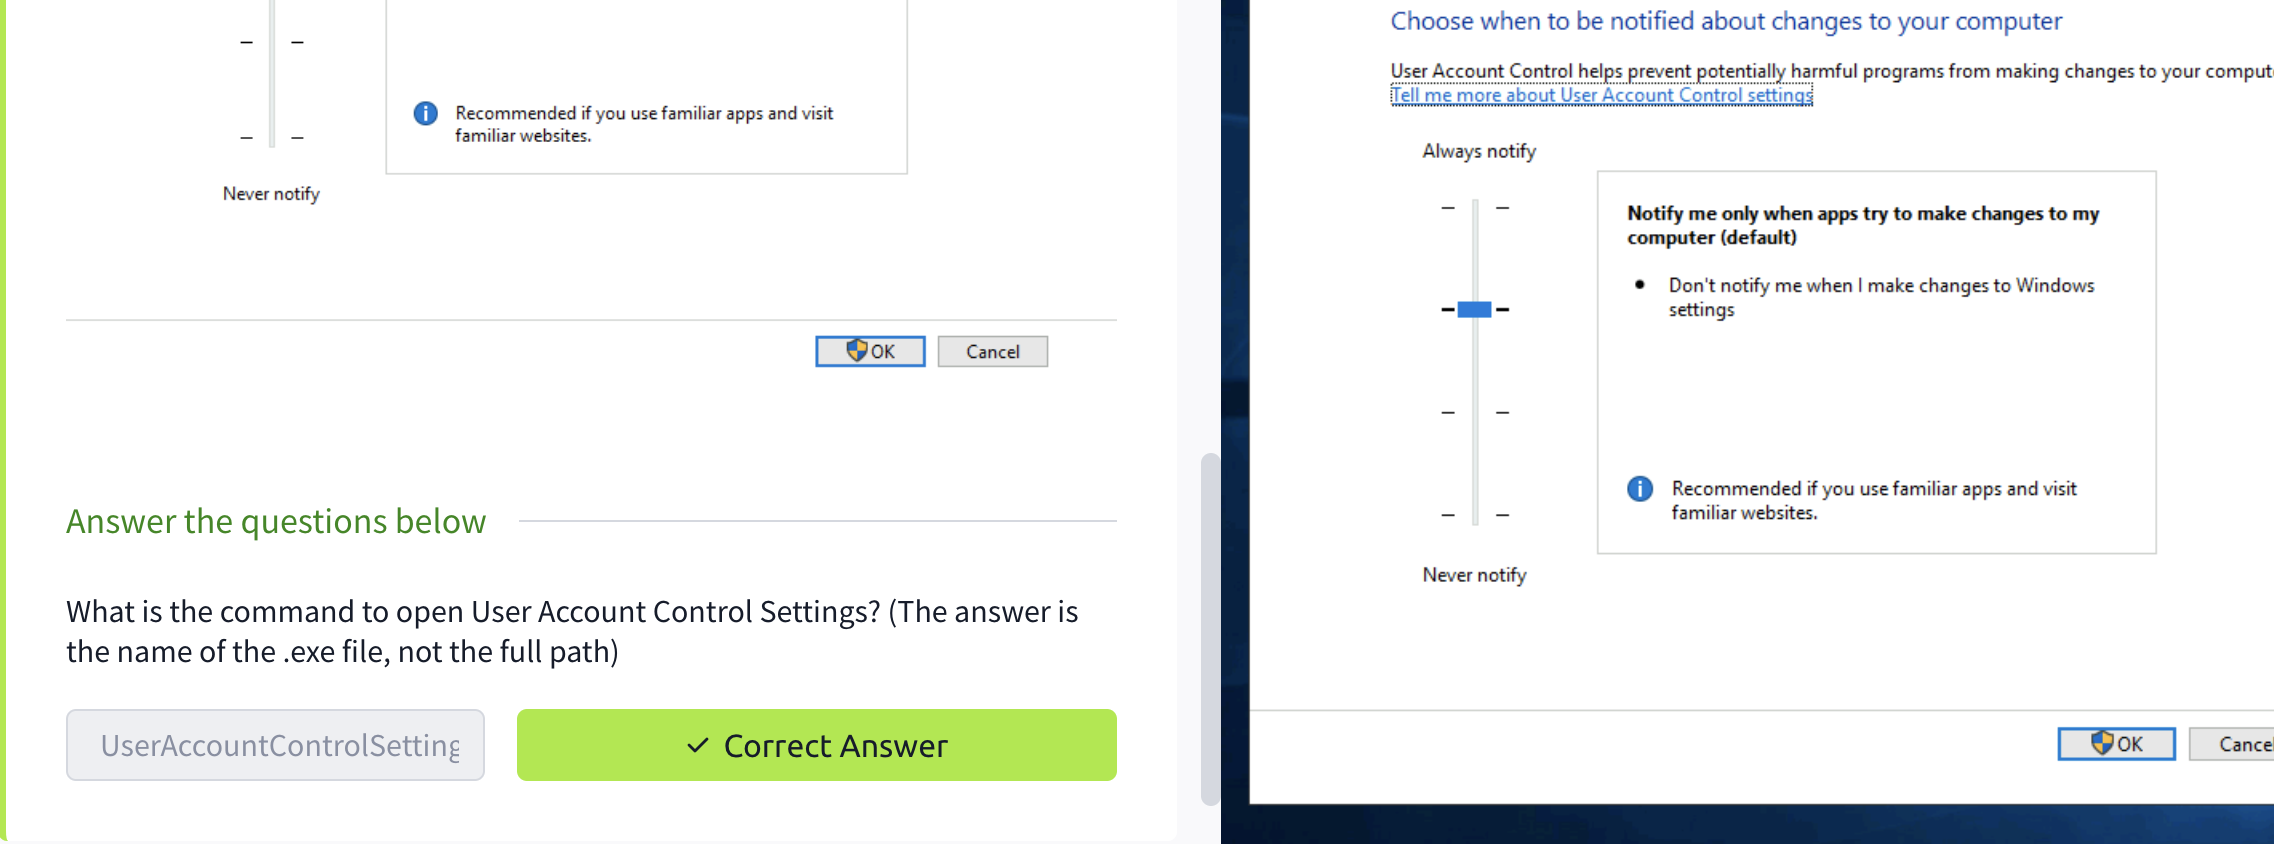 Recommended if you use familiar apps and visit
familiar websites.
Never notify
OK
Cancel
Answer the questions below
What is the command to open User Account Control Settings? (The answer is
the name of the .exe file, not the full path)
UserAccountControlSetting
Correct Answer
Choose when to be notified about changes to your computer
User Account Control helps prevent potentially harmful programs from making changes to your compute
Tell me more about User Account Control settings
Always notify
Notify me only when apps try to make changes to my
computer (default)
Don't notify me when I make changes to Windows
settings
Recommended if you use familiar apps and visit
familiar websites.
Never notify
OK
Cancel